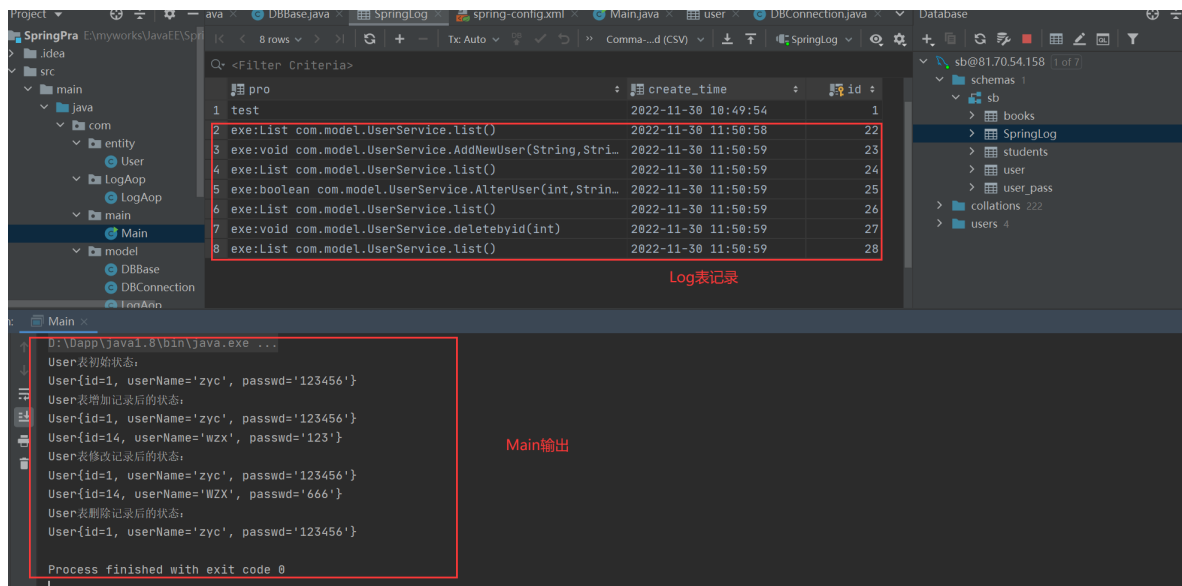 Project
ava
DBBase.java
SpringLog
spring-config.xml
Main.java
user
DBConnection.java
Database
SpringPra E:\myworks\JavaEE\Spri
8 rows
Tx: Auto
Comma-...d (CSV)
SpringLog
<Filter Criteria>
pro create_time id
1 test 2022-11-30 10:49:54 1
2 exe:List com.model.UserService.list() 2022-11-30 11:50:58 22
3 exe:void com.model.UserService.AddNewUser(String,Stri... 2022-11-30 11:50:59 23
4 exe:List com.model.UserService.list() 2022-11-30 11:50:59 24
5 exe:boolean com.model.UserService.AlterUser(int,Strin... 2022-11-30 11:50:59 25
6 exe:List com.model.UserService.list() 2022-11-30 11:50:59 26
7 exe:void com.model.UserService.deletebyid(int) 2022-11-30 11:50:59 27
8 exe:List com.model.UserService.list() 2022-11-30 11:50:59 28
Log表记录
.idea
src
main
java
com
entity
User
LogAop
LogAop
main
Main
model
DBBase
DBConnection
LogAop
sb@81.70.54.158 1 of 7
schemas 1
sb
books
SpringLog
students
user
user_pass
collations 222
users 4
Main
D:\Dapp\java1.8\bin\java.exe ...
User表初始状态:
User{id=1, userName='zyc', passwd='123456'}
User表增加记录后的状态:
User{id=1, userName='zyc', passwd='123456'}
User{id=14, userName='wzx', passwd='123'}
User表修改记录后的状态:
User{id=1, userName='zyc', passwd='123456'}
User{id=14, userName='WZX', passwd='666'}
User表删除记录后的状态:
User{id=1, userName='zyc', passwd='123456'}
Process finished with exit code 0
Main输出